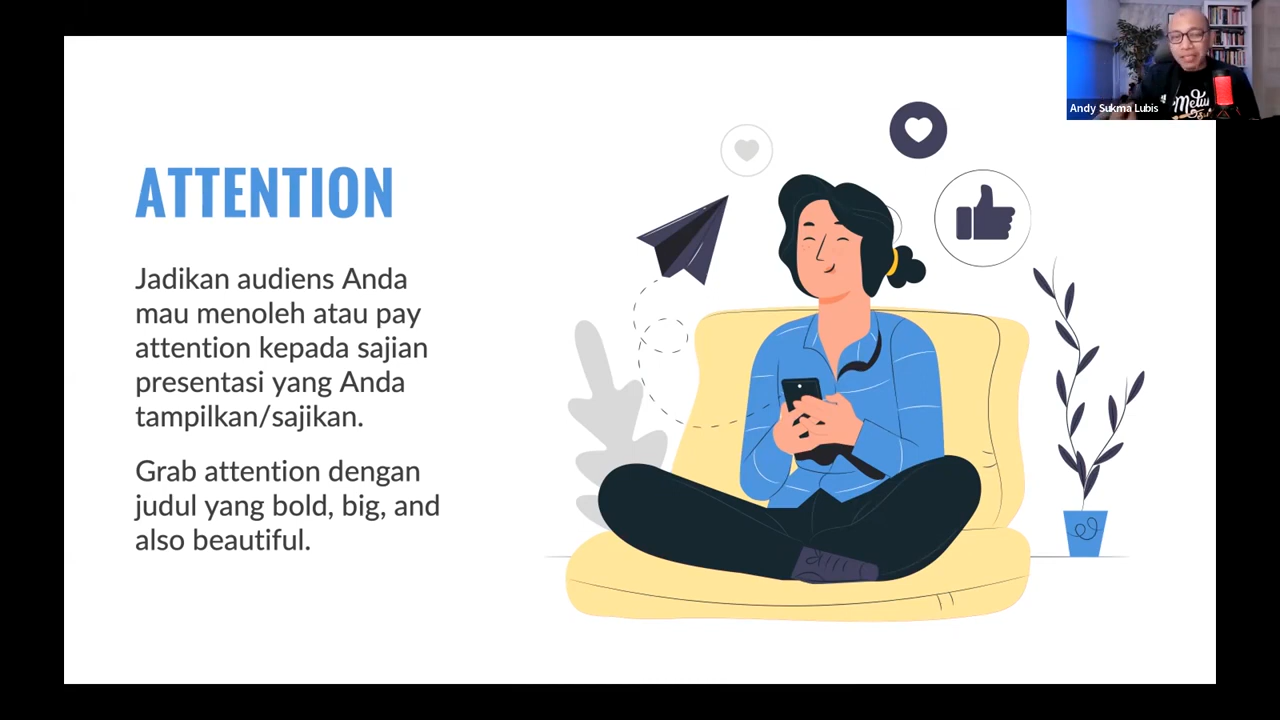 ATTENTION
Jadikan audiens Anda
mau menoleh atau pay
attention kepada sajian
presentasi yang Anda
tampilkan/sajikan.
Grab attention dengan
judul yang bold, big, and
also beautiful.
Andy Sukma Lubis